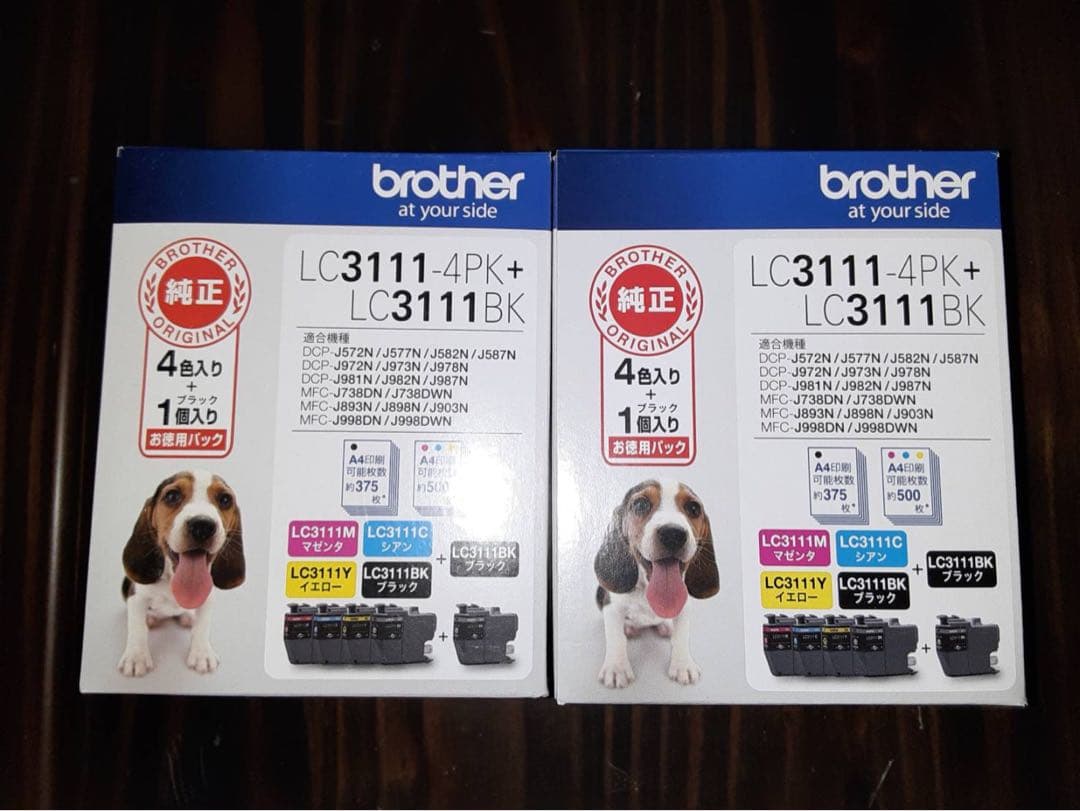 brother
at your side
BROTHER
純正
ORIGINAL
4色入り
+
ブラック
1個入り
お徳用パック
LC3111-4PK+
LC3111BK
適合機種
DCP-J572N / J577N / J582N / J587N
DCP-J972N / J973N / J978N
DCP-J981N / J982N / J987N
MFC-J738DN / J738DWN
MFC-J893N / J898N / J903N
MFC-J998DN / J998DWN
A4印刷
可能枚数
約375
枚*
A4印刷
可能枚数
約500
LC3111M
マゼンタ
LC3111C
シアン
LC3111Y
イエロー
LC3111BK
ブラック
+
LC3111BK
ブラック
+
brother
at your side
BROTHER
純正
ORIGINAL
4色入り
+
ブラック
1個入り
お徳用パック
LC3111-4PK+
LC3111BK
適合機種
DCP-J572N / J577N / J582N / J587N
DCP-J972N / J973N / J978N
DCP-J981N / J982N / J987N
MFC-J738DN / J738DWN
MFC-J893N / J898N / J903N
MFC-J998DN / J998DWN
A4印刷
可能枚数
約375
枚*
A4印刷
可能枚数
約500
枚*
LC3111M
マゼンタ
LC3111C
シアン
LC3111Y
イエロー
LC3111BK
ブラック
+
LC3111BK
ブラック
+